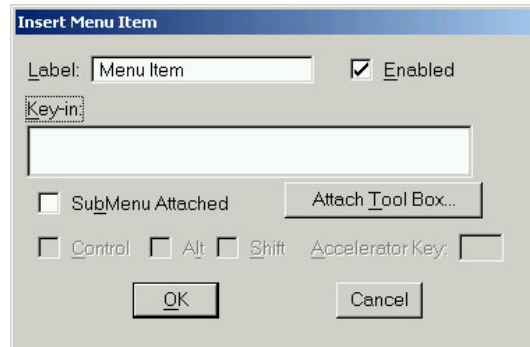 Insert Menu Item
Label: Menu Item Enabled
Key-in:
SubMenu Attached Attach Tool Box...
Control Alt Shift Accelerator Key:
OK Cancel